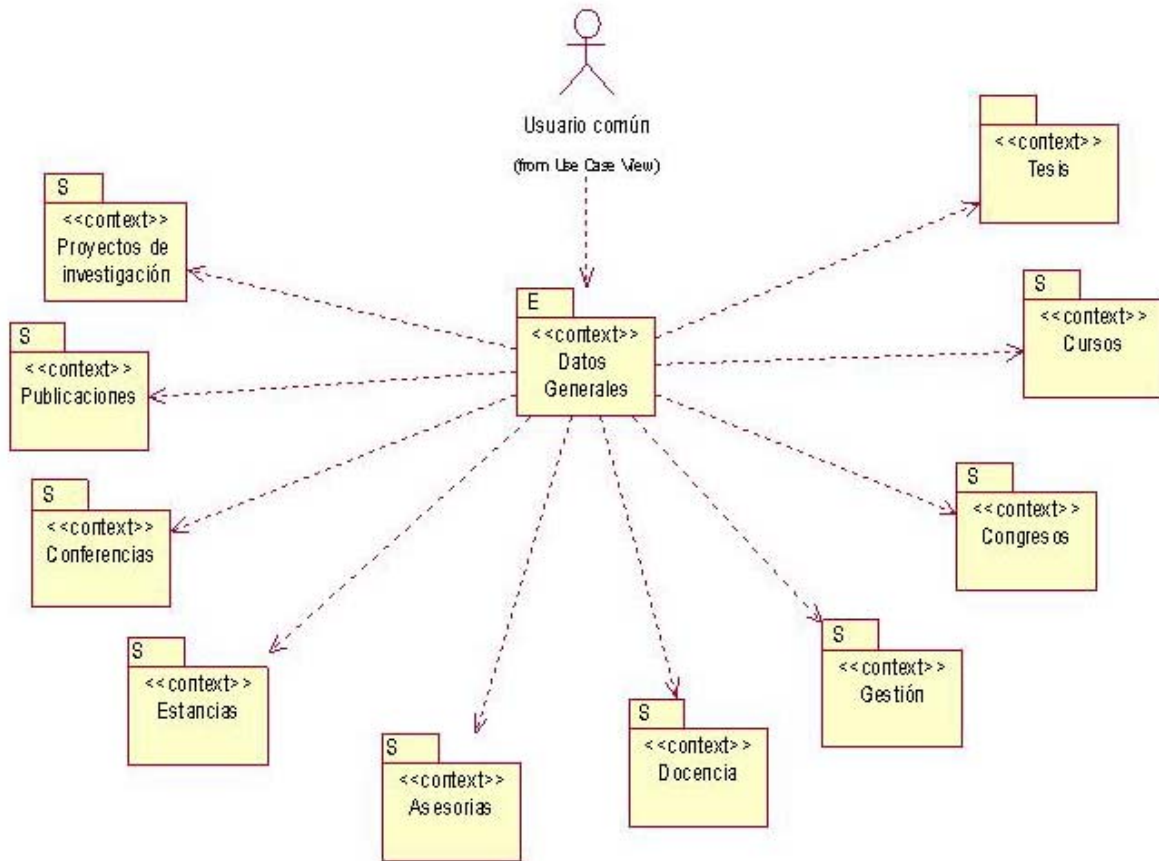 Usuario común
(from Use Case View)
<<context>>
Tesis
S
<<context>>
Proyectos de
investigación
S
<<context>>
Cursos
E
<<context>>
Datos
Generales
S
<<context>>
Publicaciones
S
<<context>>
Congresos
S
<<context>>
Conferencias
S
<<context>>
Gestión
S
<<context>>
Estancias
S
<<context>>
Docencia
S
<<context>>
Asesorias